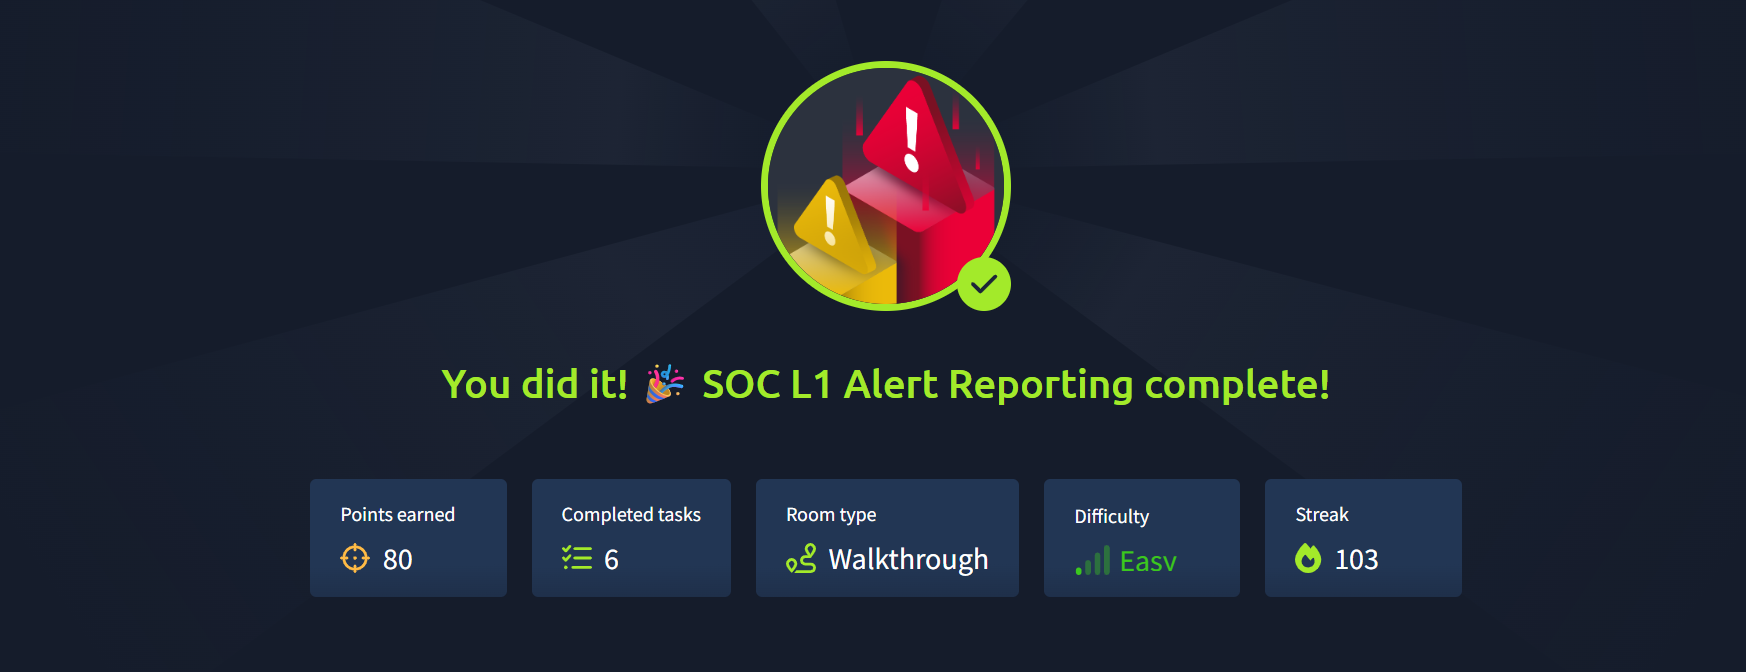 You did it! 🎉 SOC L1 Alert Reporting complete!
Points earned
80
Completed tasks
6
Room type
Walkthrough
Difficulty
Easy
Streak
103